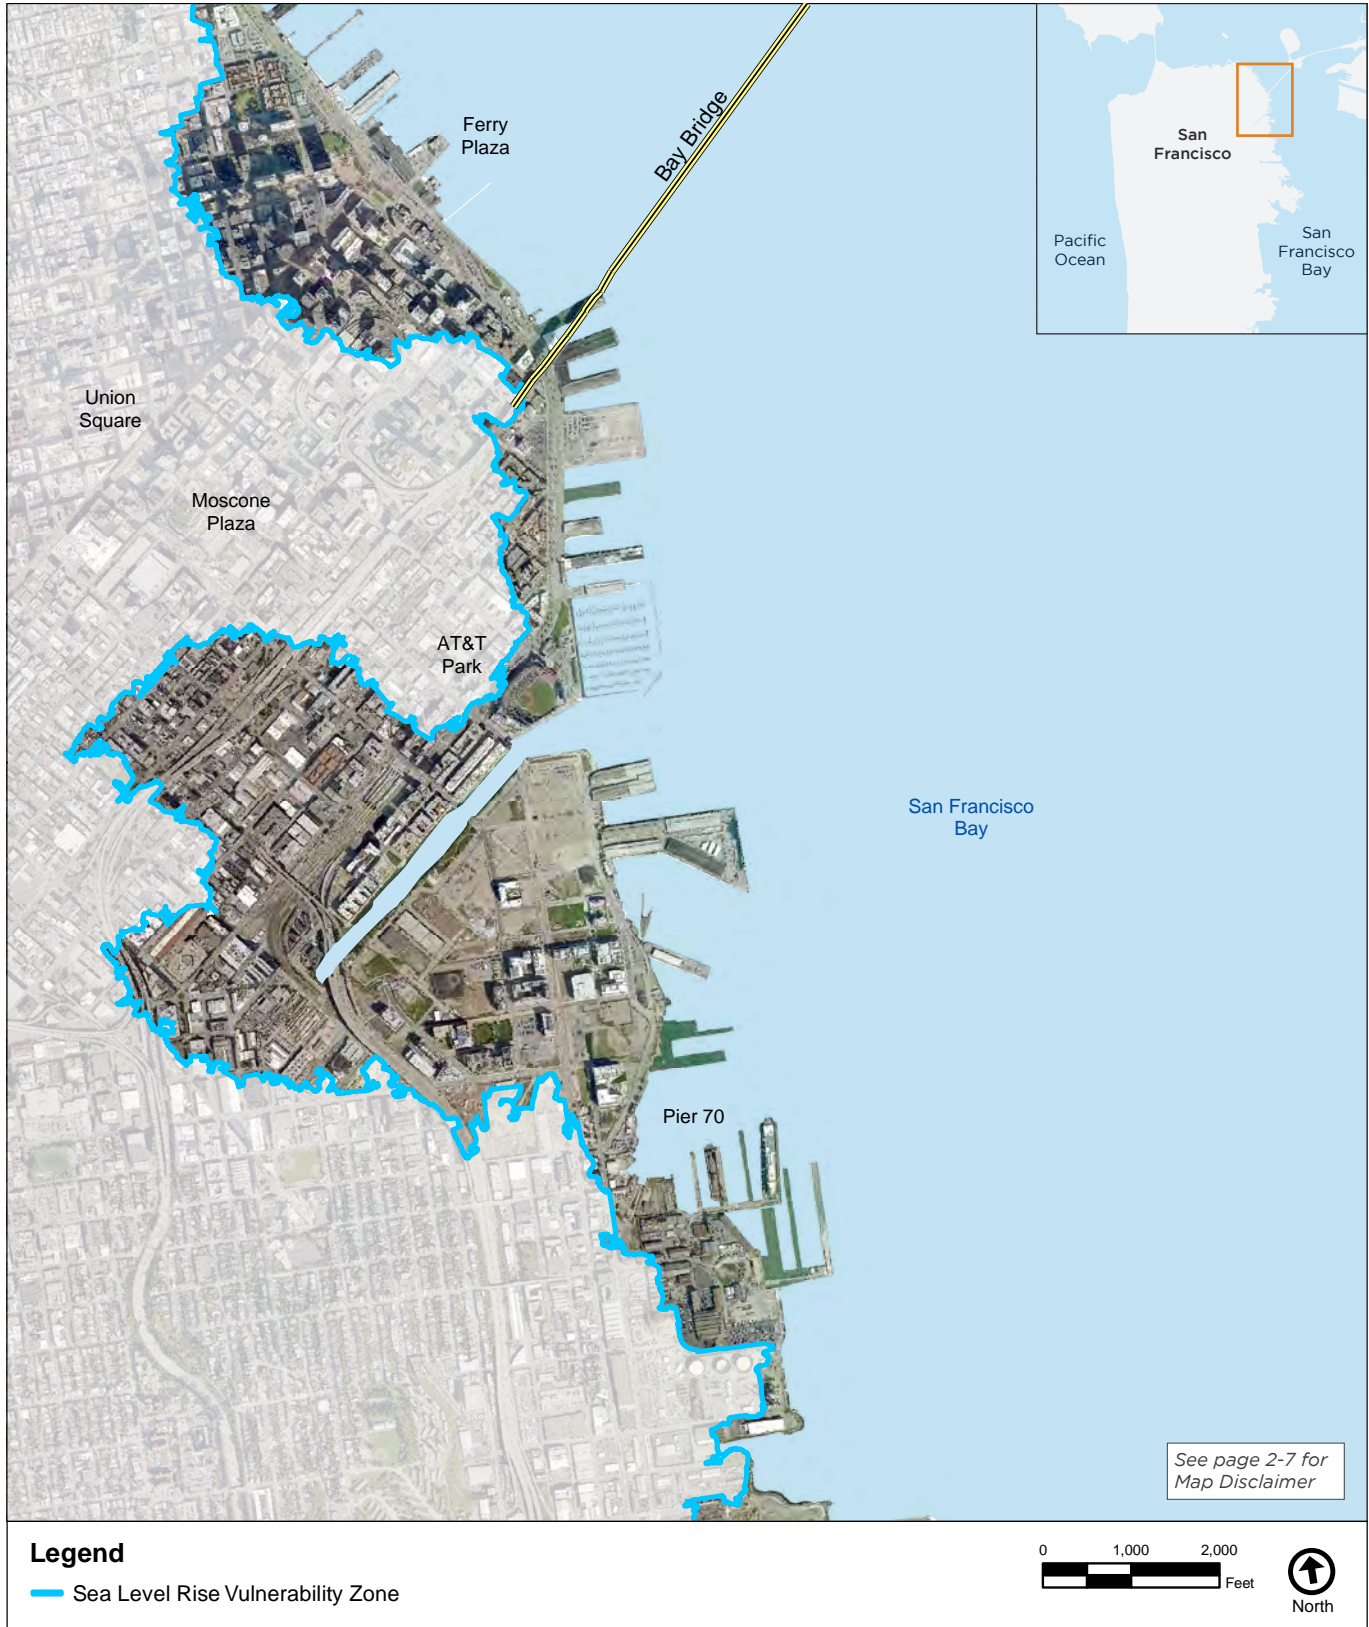 Ferry
Plaza
Bay Bridge
San
Francisco
Pacific
Ocean
San
Francisco
Bay
Union
Square
Moscone
Plaza
AT&T
Park
San Francisco
Bay
Pier 70
See page 2-7 for
Map Disclaimer
Legend
Sea Level Rise Vulnerability Zone
0 1,000 2,000
Feet
North